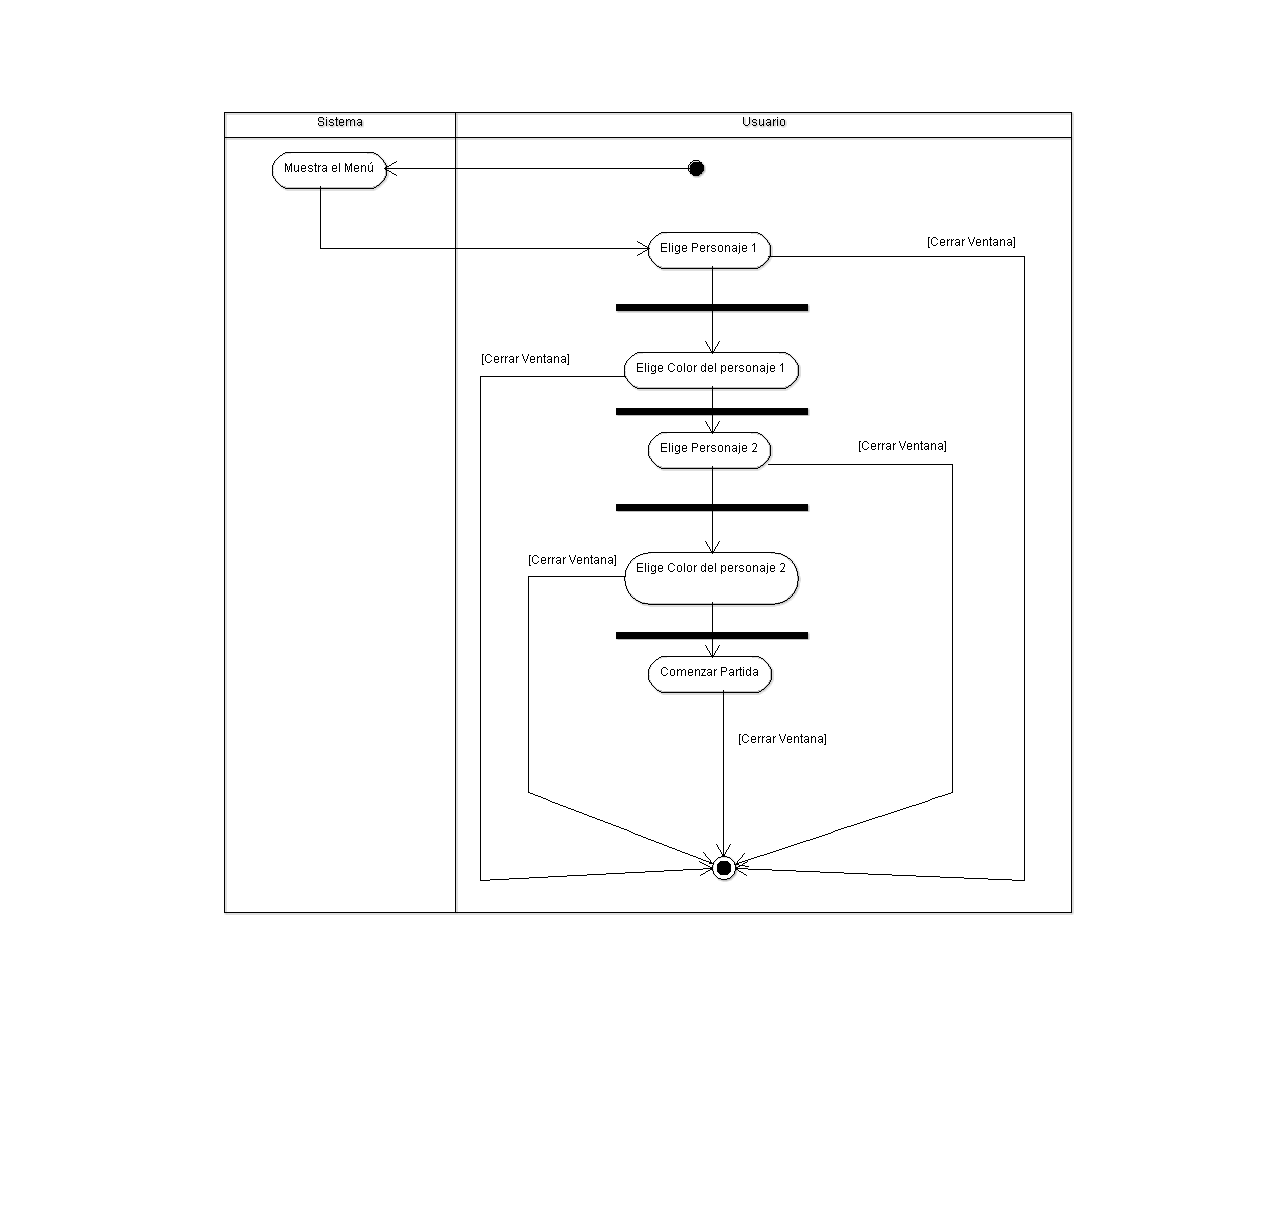 Sistema
Usuario
Muestra el Menú
Elige Personaje 1
[Cerrar Ventana]
[Cerrar Ventana]
Elige Color del personaje 1
Elige Personaje 2
[Cerrar Ventana]
[Cerrar Ventana]
Elige Color del personaje 2
Comenzar Partida
[Cerrar Ventana]